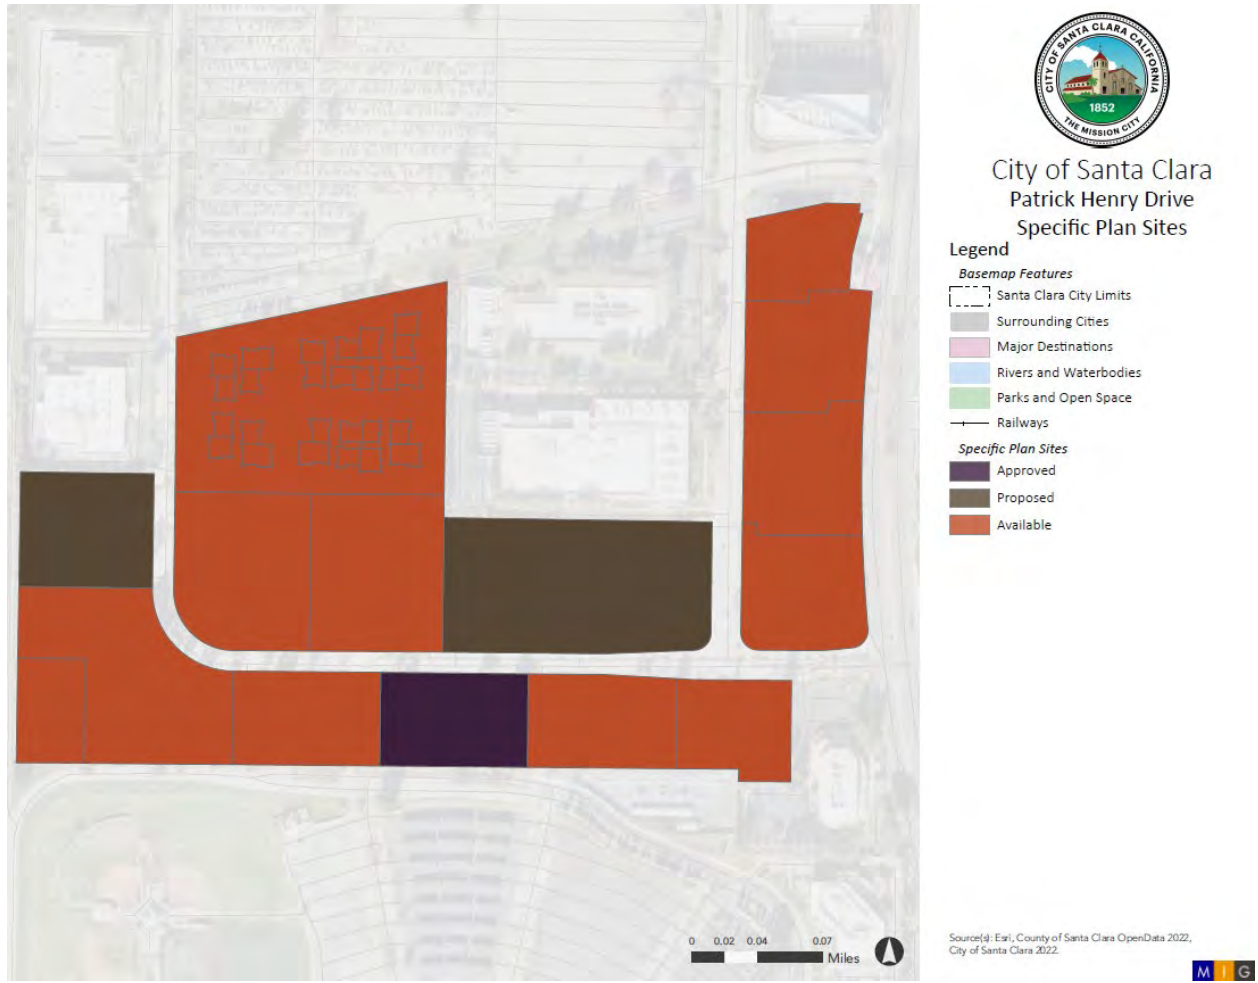 CITY OF SANTA CLARA CALIFORNIA
1852
THE MISSION CITY
City of Santa Clara
Patrick Henry Drive
Specific Plan Sites
Legend
Basemap Features
Santa Clara City Limits
Surrounding Cities
Major Destinations
Rivers and Waterbodies
Parks and Open Space
Railways
Specific Plan Sites
Approved
Proposed
Available
0 0.02 0.04 0.07
Miles
Source(s): Esri, County of Santa Clara OpenData 2022,
City of Santa Clara 2022.
M I G